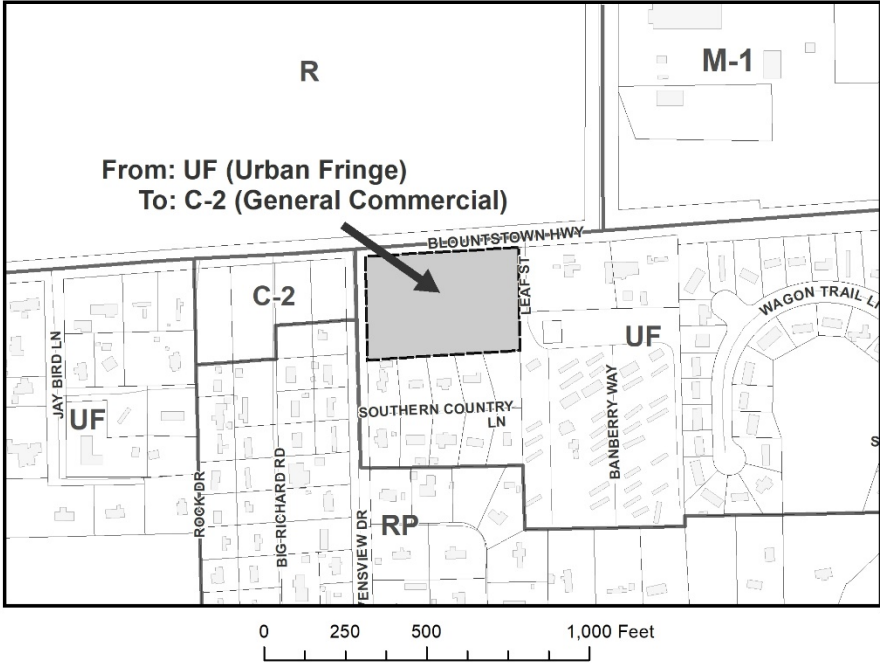 R
M-1
From: UF (Urban Fringe)
To: C-2 (General Commercial)
BLOUNTSTOWN HWY
LEAF ST
C-2
UF
WAGON TRAIL
JAY BIRD LN
UF
SOUTHERN COUNTRY
LN
BANBERRY WAY
S
ROCK DR
BIG RICHARD RD
VENSVIEW DR
RP
0 250 500 1,000 Feet